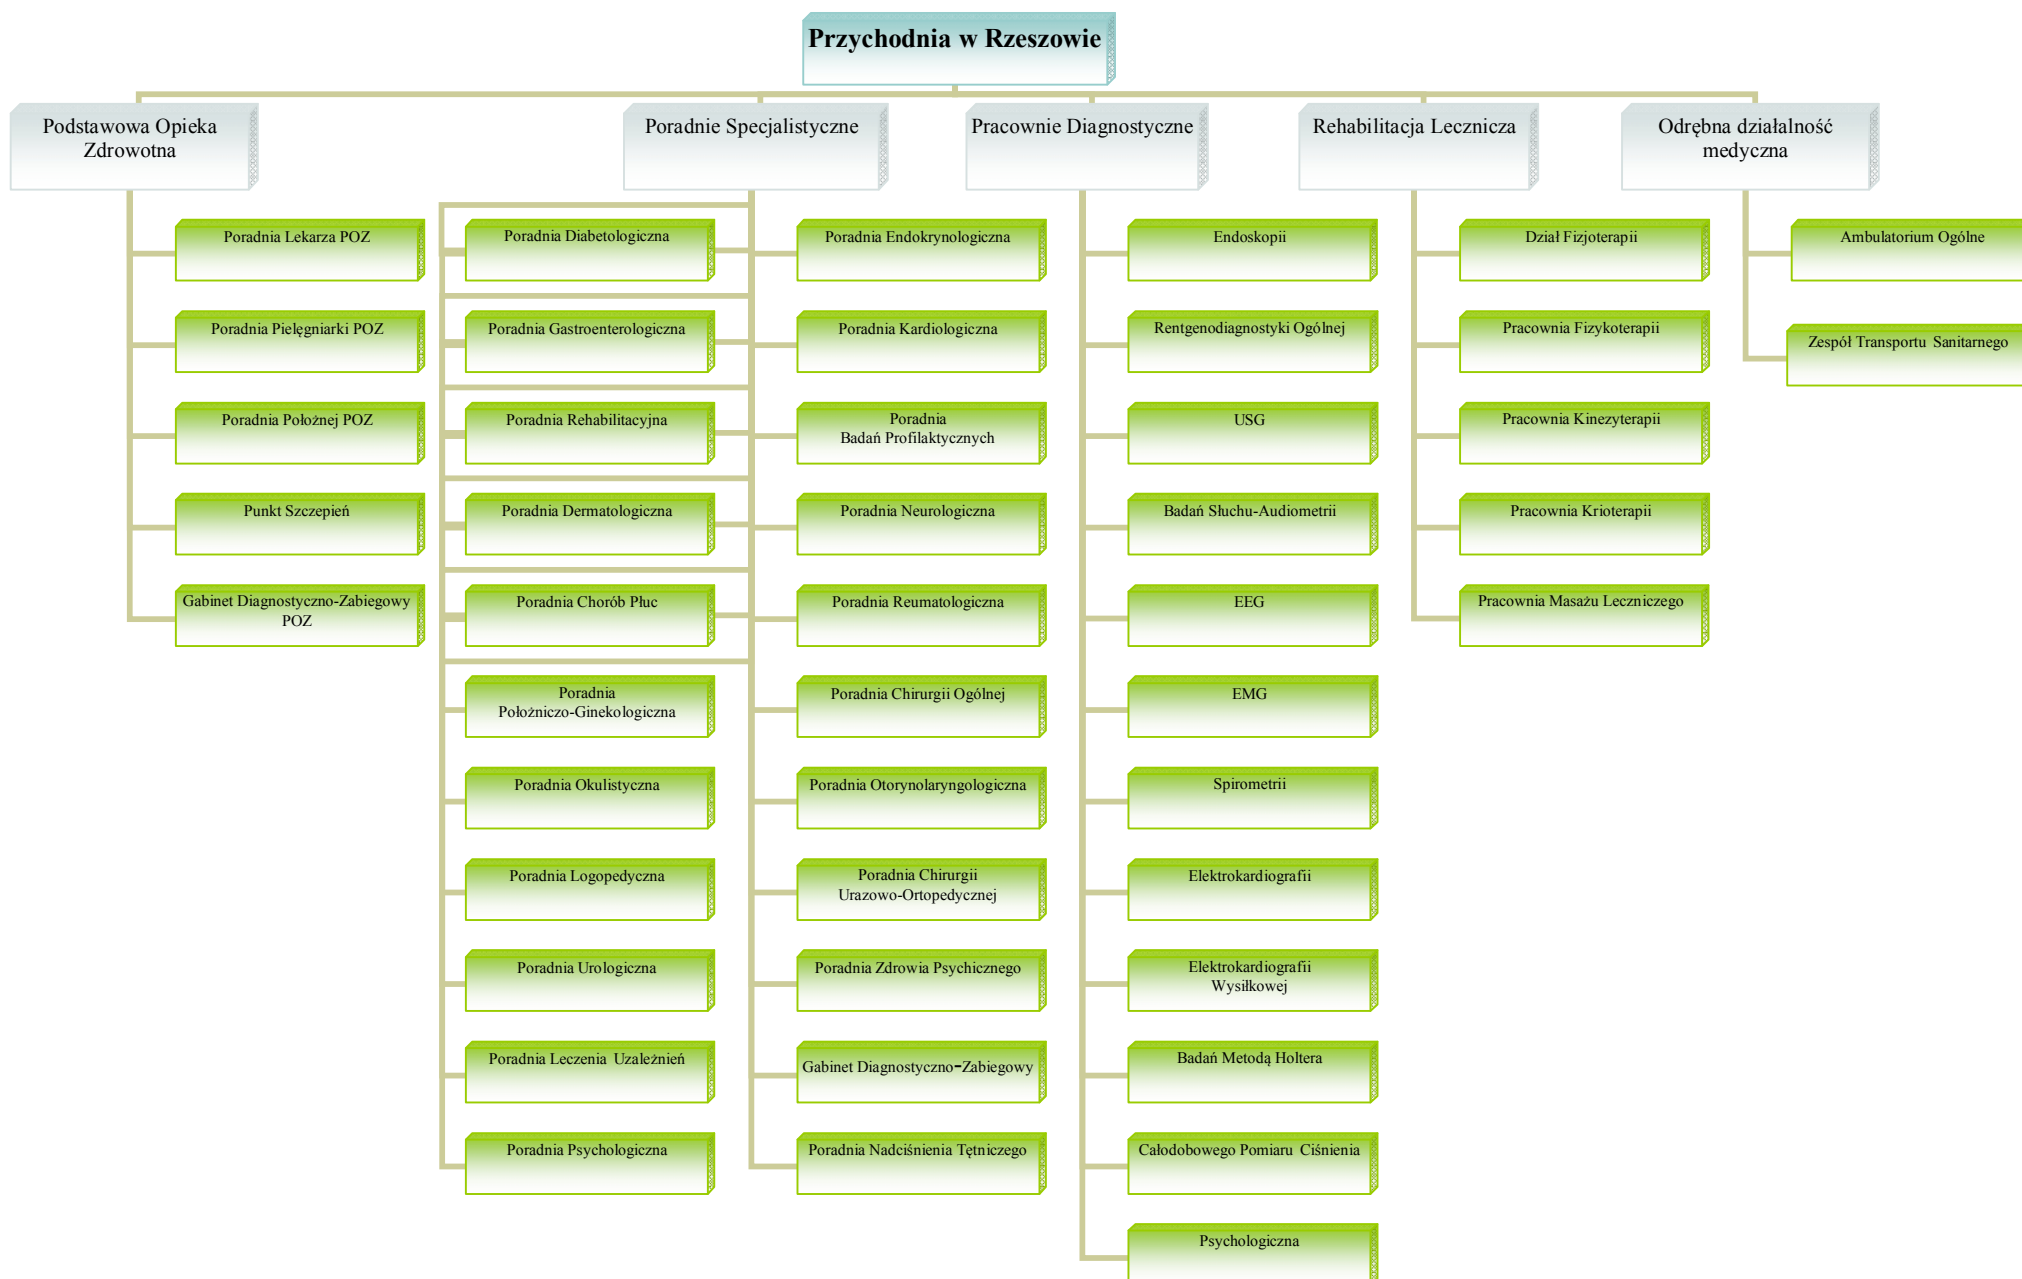 Przychodnia w Rzeszowie
Podstawowa Opieka
Zdrowotna
Poradnie Specjalistyczne
Pracownie Diagnostyczne
Rehabilitacja Lecznicza
Odrębna działalność
medyczna
Poradnia Lekarza POZ
Poradnia Pielęgniarki POZ
Poradnia Położnej POZ
Punkt Szczepień
Gabinet Diagnostyczno-Zabiegowy
POZ
Poradnia Diabetologiczna
Poradnia Gastroenterologiczna
Poradnia Rehabilitacyjna
Poradnia Dermatologiczna
Poradnia Chorób Płuc
Poradnia
Położniczo-Ginekologiczna
Poradnia Okulistyczna
Poradnia Logopedyczna
Poradnia Urologiczna
Poradnia Leczenia Uzależnień
Poradnia Psychologiczna
Poradnia Endokrynologiczna
Poradnia Kardiologiczna
Poradnia
Badań Profilaktycznych
Poradnia Neurologiczna
Poradnia Reumatologiczna
Poradnia Chirurgii Ogólnej
Poradnia Otorynolaryngologiczna
Poradnia Chirurgii
Urazowo-Ortopedycznej
Poradnia Zdrowia Psychicznego
Gabinet Diagnostyczno-Zabiegowy
Poradnia Nadciśnienia Tętniczego
Endoskopii
Rentgenodiagnostyki Ogólnej
USG
Badań Słuchu-Audiometrii
EEG
EMG
Spirometrii
Elektrokardiografii
Elektrokardiografii
Wysiłkowej
Badań Metodą Holtera
Całodobowego Pomiaru Ciśnienia
Psychologiczna
Dział Fizjoterapii
Pracownia Fizykoterapii
Pracownia Kinezyterapii
Pracownia Krioterapii
Pracownia Masażu Leczniczego
Ambulatorium Ogólne
Zespół Transportu Sanitarnego